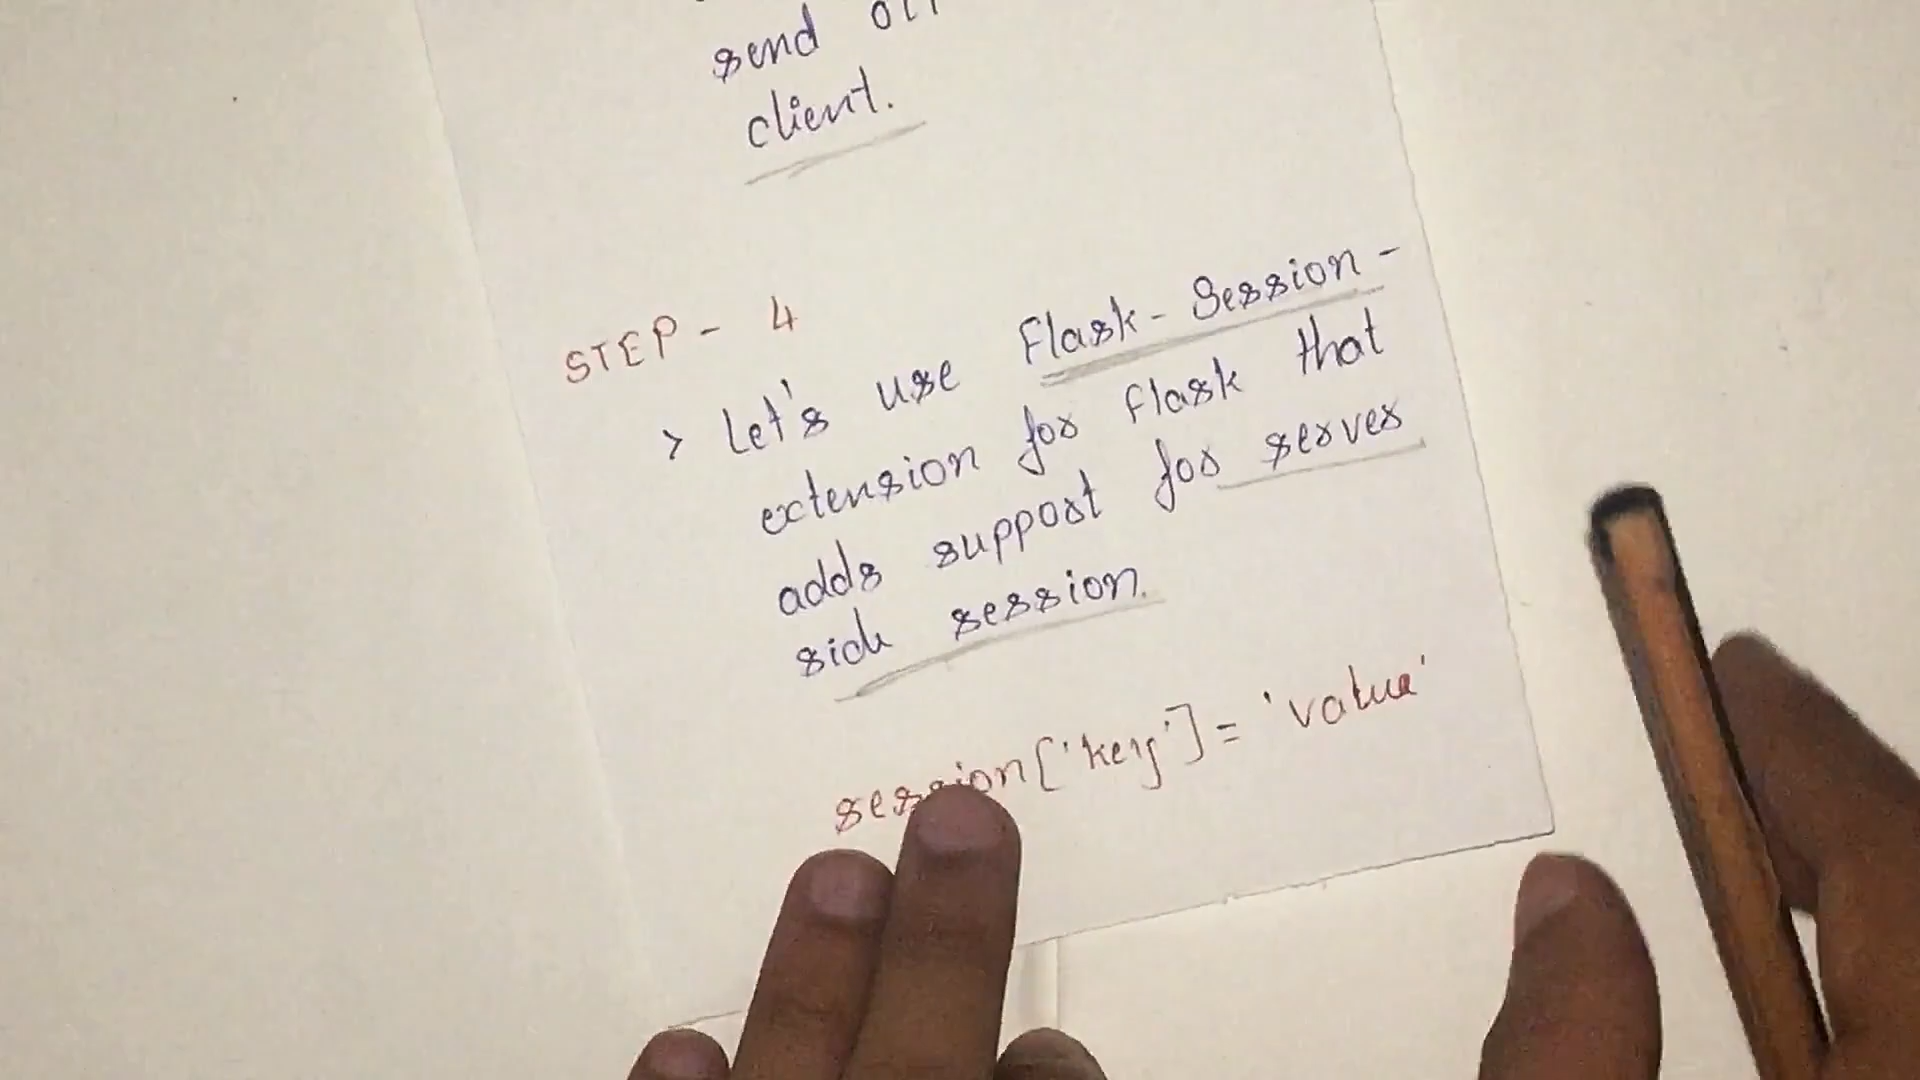 send
client.
STEP - 4
> Let's use Flask-Session -
extension for Flask that
adds support for server
side session.
session['key'] = 'value'